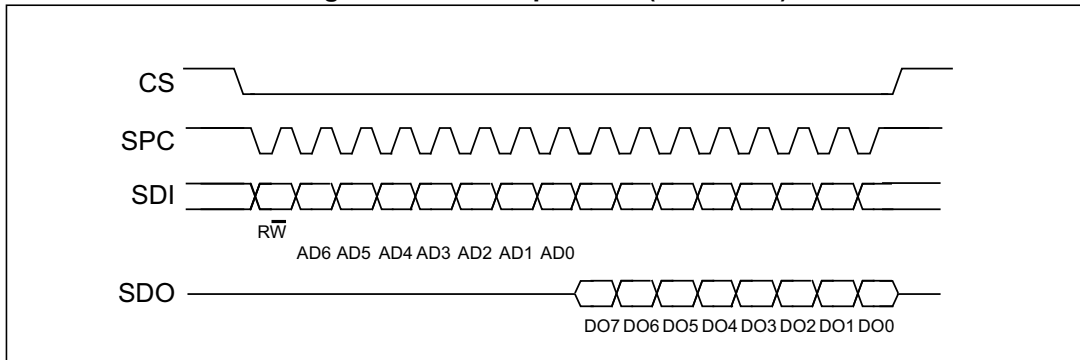 CS
SPC
SDI
RW
AD6 AD5 AD4 AD3 AD2 AD1 AD0
SDO
DO7 DO6 DO5 DO4 DO3 DO2 DO1 DO0